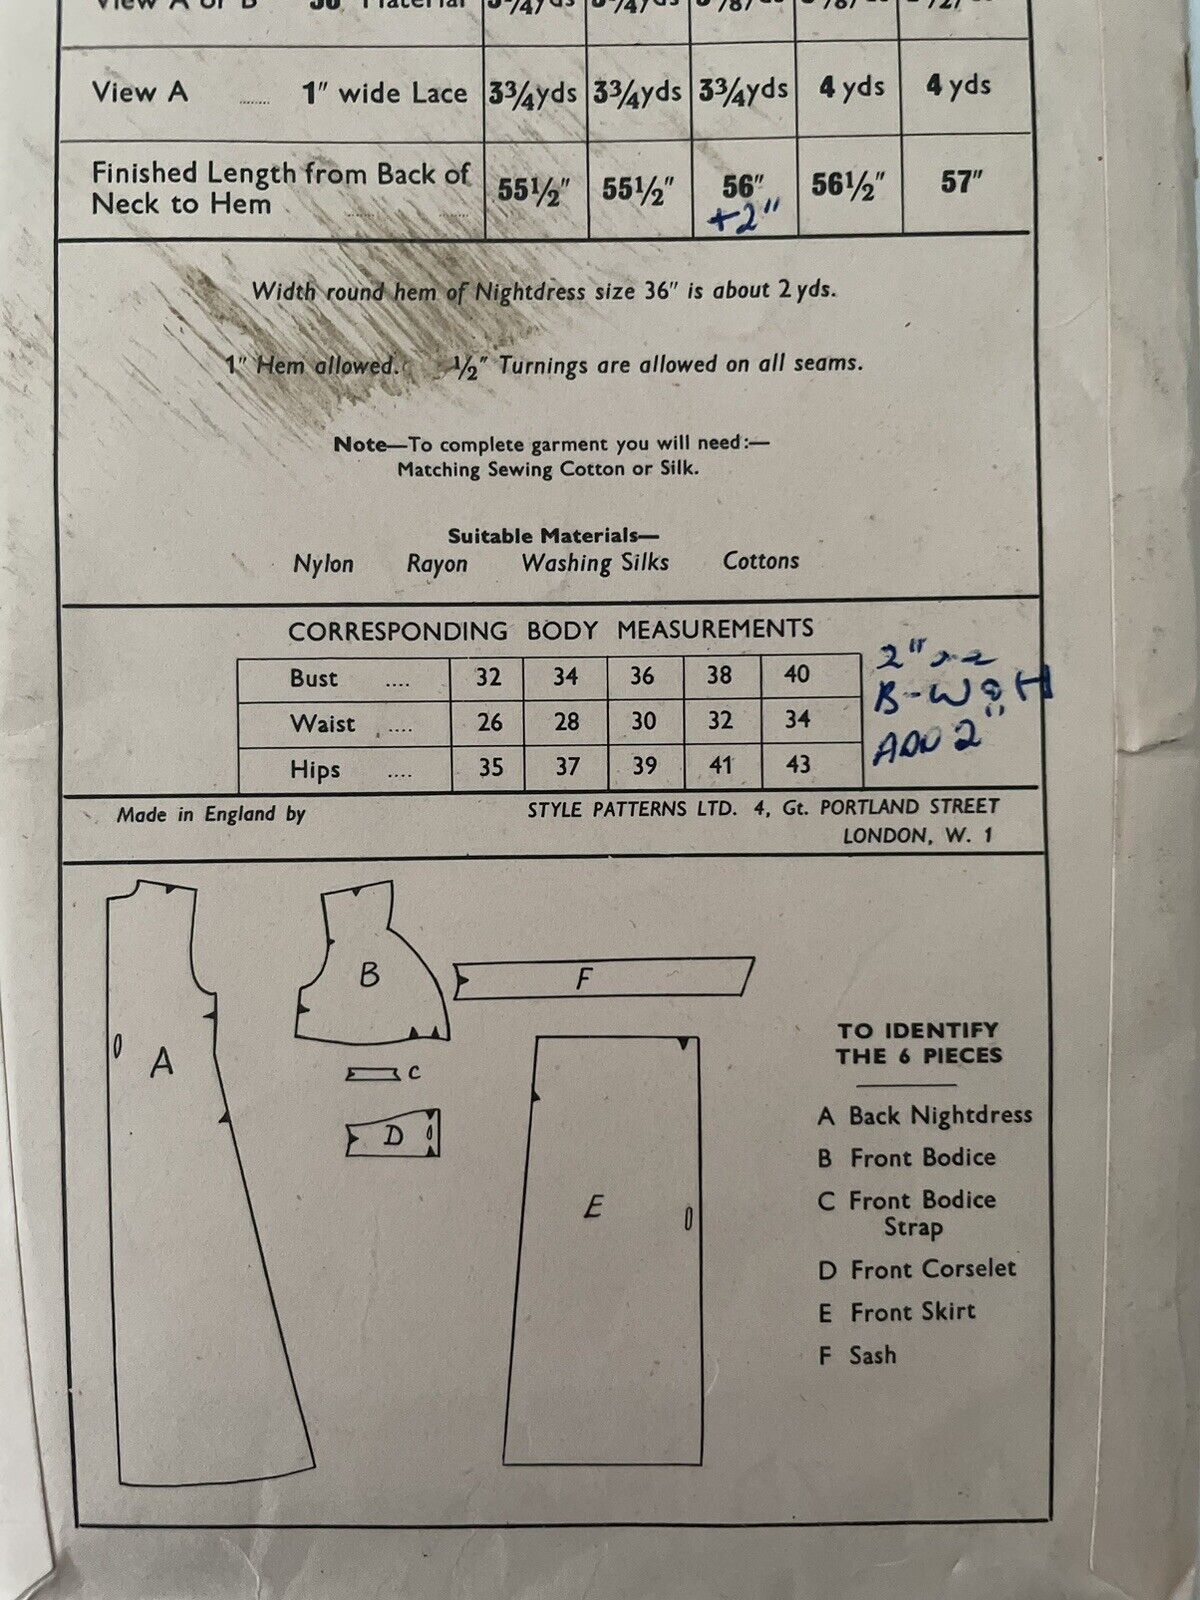 View A or B 36" Material
View A ........ 1" wide Lace 3¾yds 3¾yds 3¾yds 4 yds 4 yds
Finished Length from Back of
Neck to Hem ........ ........ 55½" 55½" 56" 56½" 57"
+2"
Width round hem of Nightdress size 36" is about 2 yds.
1" Hem allowed. ½" Turnings are allowed on all seams.
Note—To complete garment you will need:—
Matching Sewing Cotton or Silk.
Suitable Materials—
Nylon Rayon Washing Silks Cottons
CORRESPONDING BODY MEASUREMENTS
Bust .... 32 34 36 38 40
Waist .... 26 28 30 32 34
Hips .... 35 37 39 41 43
2"
B-W & H
ADD 2"
Made in England by STYLE PATTERNS LTD. 4, Gt. PORTLAND STREET
LONDON, W. 1
A
B
C
D
E
F
TO IDENTIFY
THE 6 PIECES
A Back Nightdress
B Front Bodice
C Front Bodice
Strap
D Front Corselet
E Front Skirt
F Sash